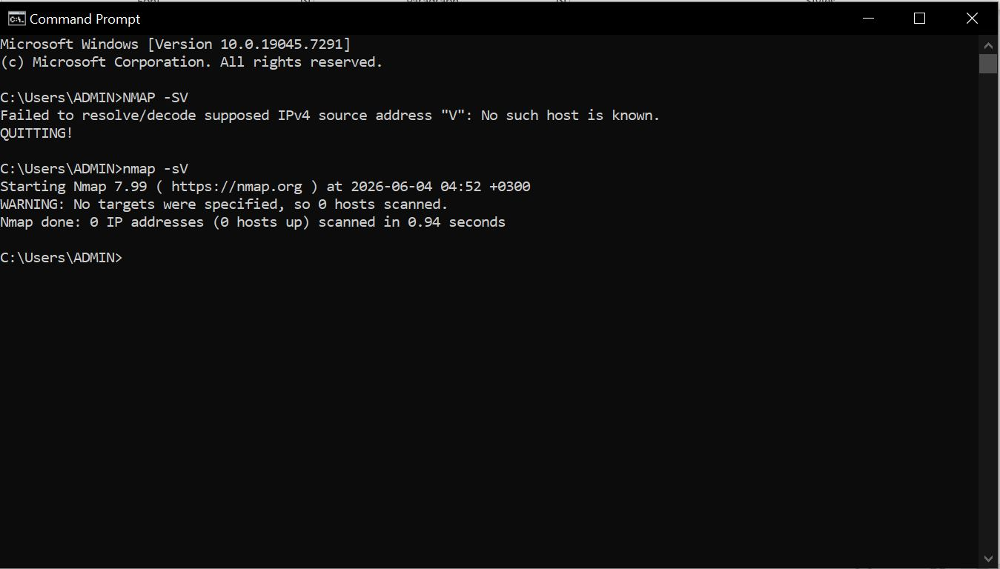 Command Prompt
Microsoft Windows [Version 10.0.19045.7291]
(c) Microsoft Corporation. All rights reserved.
C:\Users\ADMIN>NMAP -SV
Failed to resolve/decode supposed IPv4 source address "V": No such host is known.
QUITTING!
C:\Users\ADMIN>nmap -sV
Starting Nmap 7.99 ( https://nmap.org ) at 2026-06-04 04:52 +0300
WARNING: No targets were specified, so 0 hosts scanned.
Nmap done: 0 IP addresses (0 hosts up) scanned in 0.94 seconds
C:\Users\ADMIN>